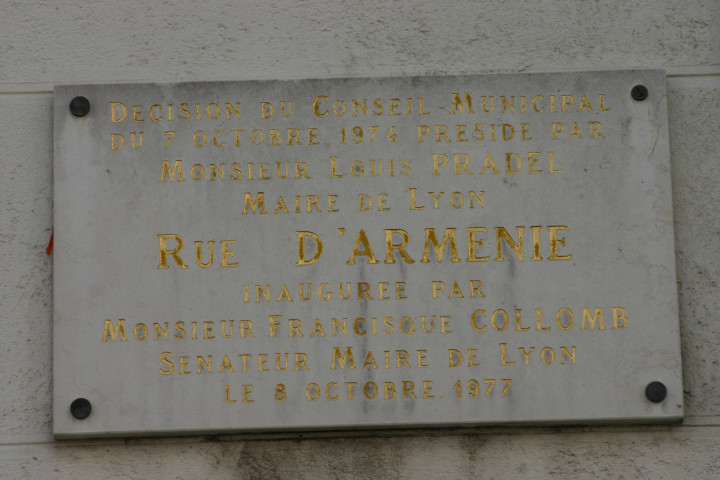 DECISION DU CONSEIL MUNICIPAL
DU 7 OCTOBRE 1974 PRESIDE PAR
MONSIEUR LOUIS PRADEL
MAIRE DE LYON
RUE D'ARMENIE
INAUGUREE PAR
MONSIEUR FRANCISQUE COLLOMB
SENATEUR MAIRE DE LYON
LE 8 OCTOBRE 1977